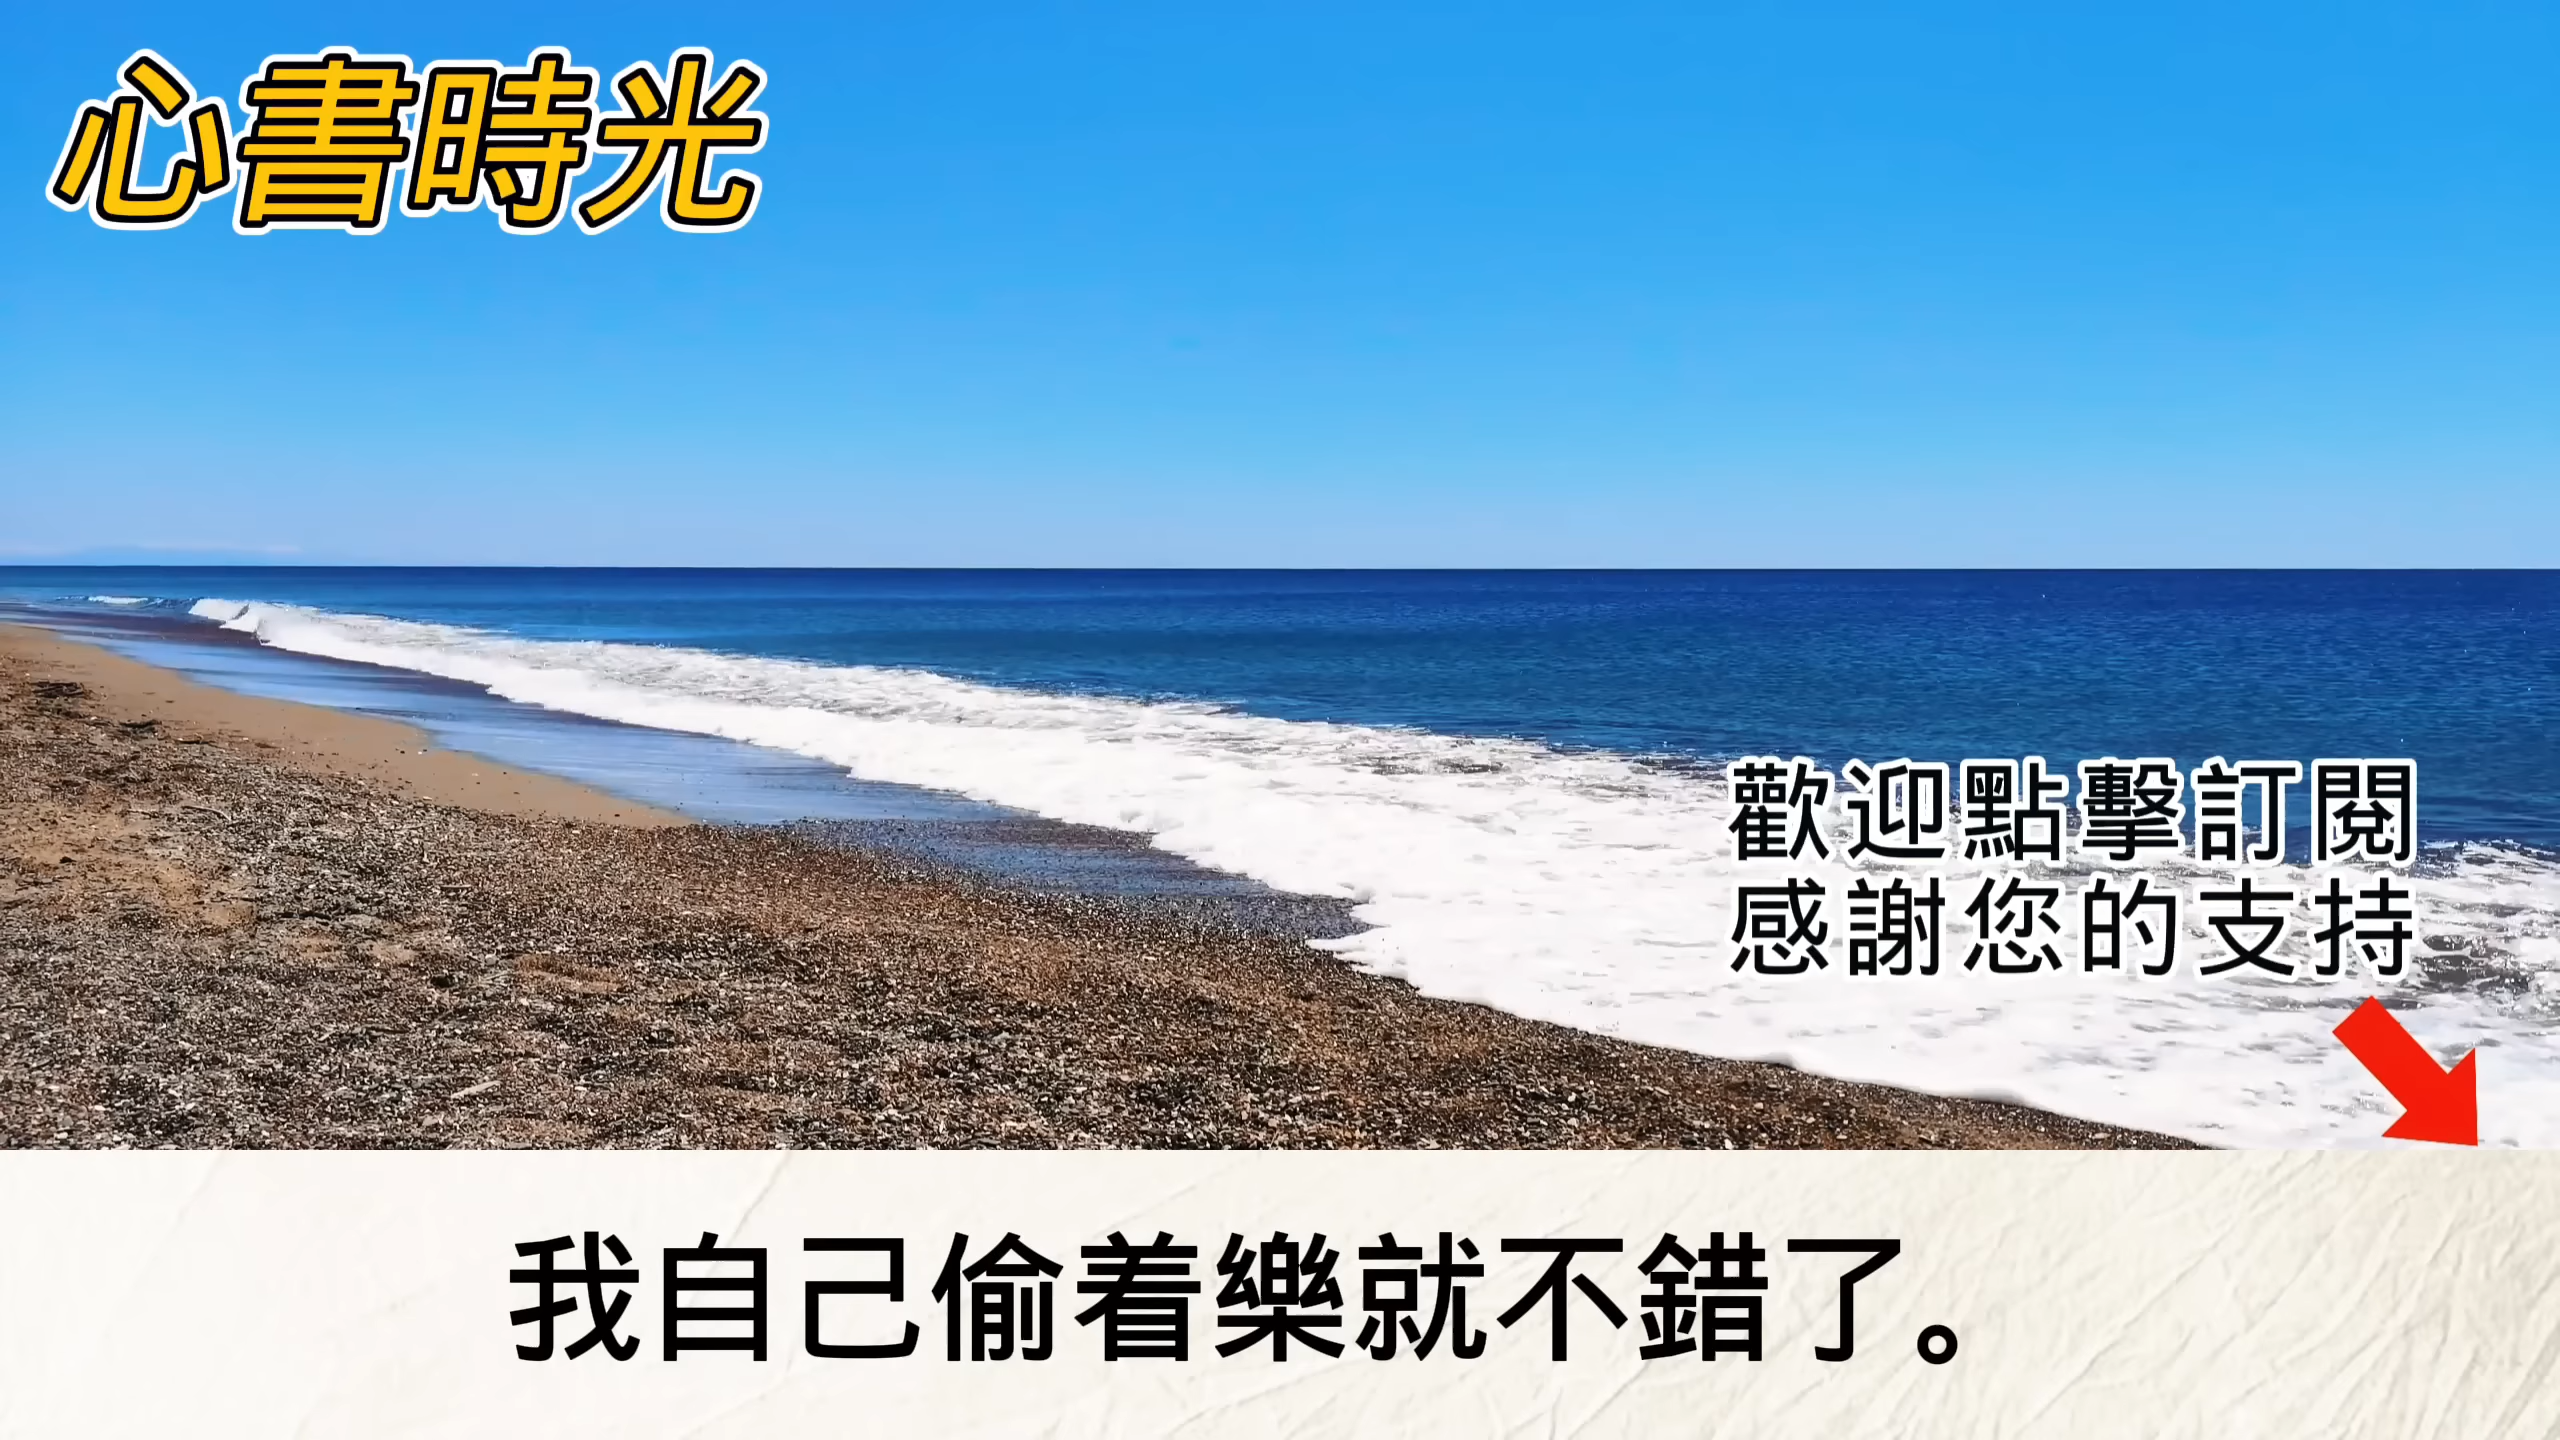 心書時光
歡迎點擊訂閱
感謝您的支持
我自己偷着樂就不錯了。